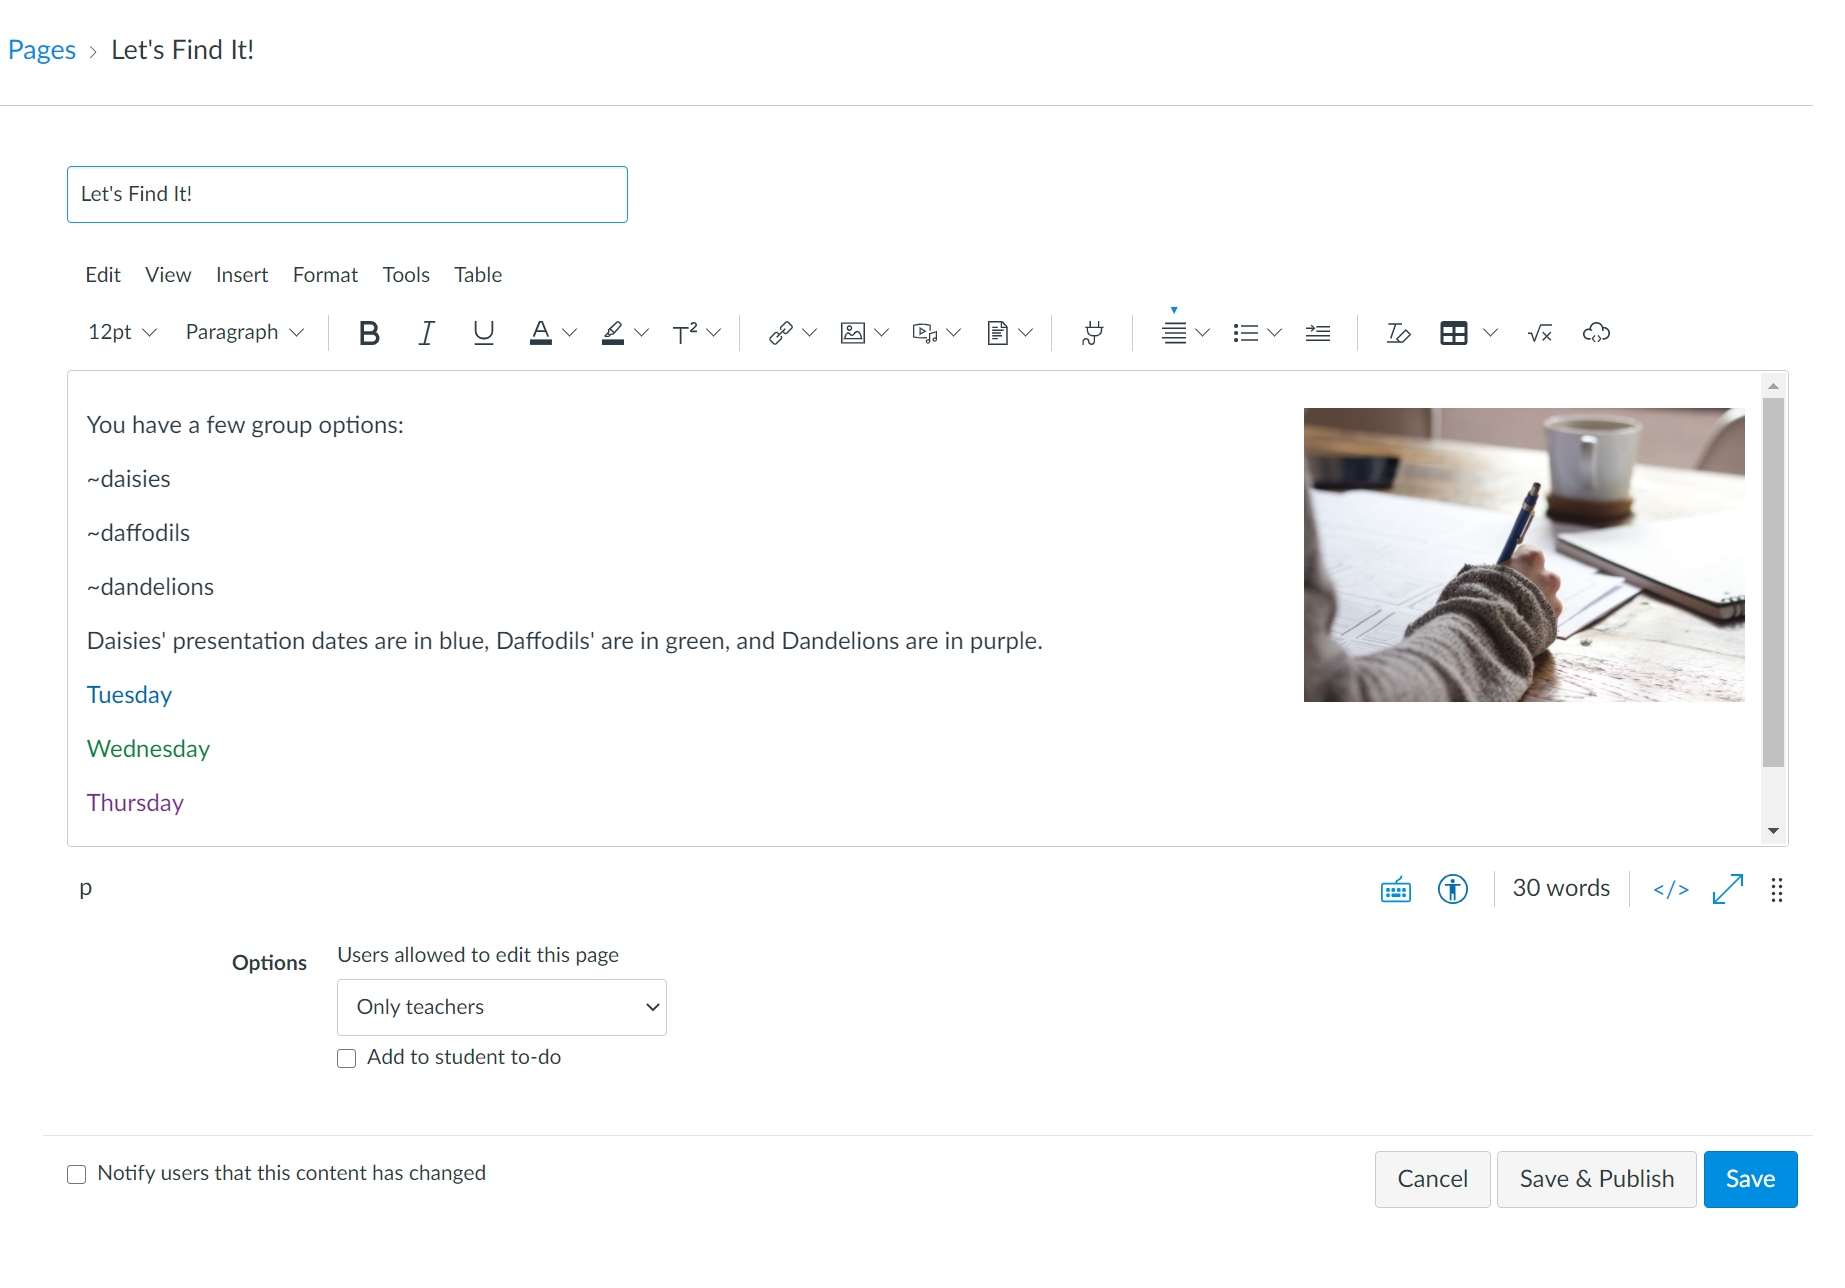 Pages > Let's Find It!
Let's Find It!
Edit View Insert Format Tools Table
12pt Paragraph B I U A T²
You have a few group options:
~daisies
~daffodils
~dandelions
Daisies' presentation dates are in blue, Daffodils' are in green, and Dandelions are in purple.
Tuesday
Wednesday
Thursday
p 30 words </>
Options Users allowed to edit this page
Only teachers
Add to student to-do
Notify users that this content has changed
Cancel Save & Publish Save